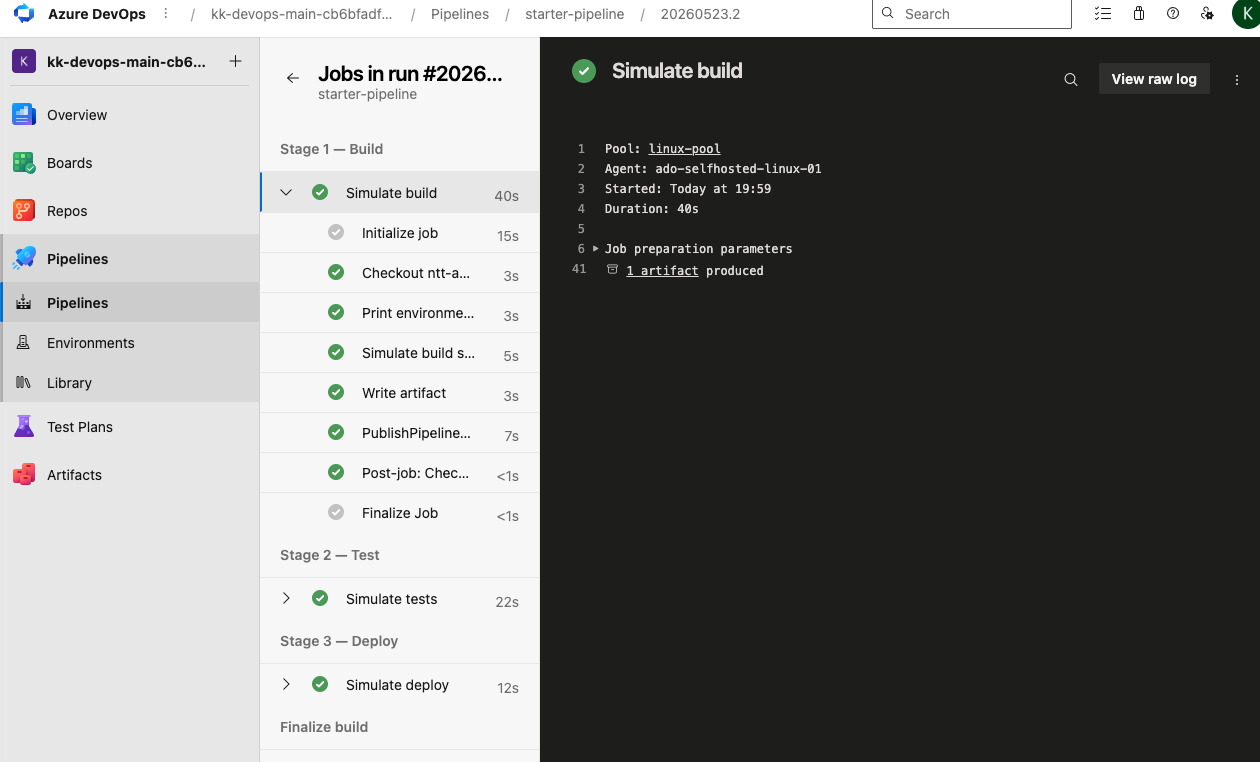 Azure DevOps / kk-devops-main-cb6bfadf... / Pipelines / starter-pipeline / 20260523.2 Search K
K kk-devops-main-cb6... +
Overview
Boards
Repos
Pipelines
Pipelines
Environments
Library
Test Plans
Artifacts
Jobs in run #2026...
starter-pipeline
Stage 1 — Build
Simulate build 40s
Initialize job 15s
Checkout ntt-a... 3s
Print environme... 3s
Simulate build s... 5s
Write artifact 3s
PublishPipeline... 7s
Post-job: Chec... <1s
Finalize Job <1s
Stage 2 — Test
Simulate tests 22s
Stage 3 — Deploy
Simulate deploy 12s
Finalize build
Simulate build
View raw log
1 Pool: linux-pool
2 Agent: ado-selfhosted-linux-01
3 Started: Today at 19:59
4 Duration: 40s
5
6 Job preparation parameters
41 1 artifact produced